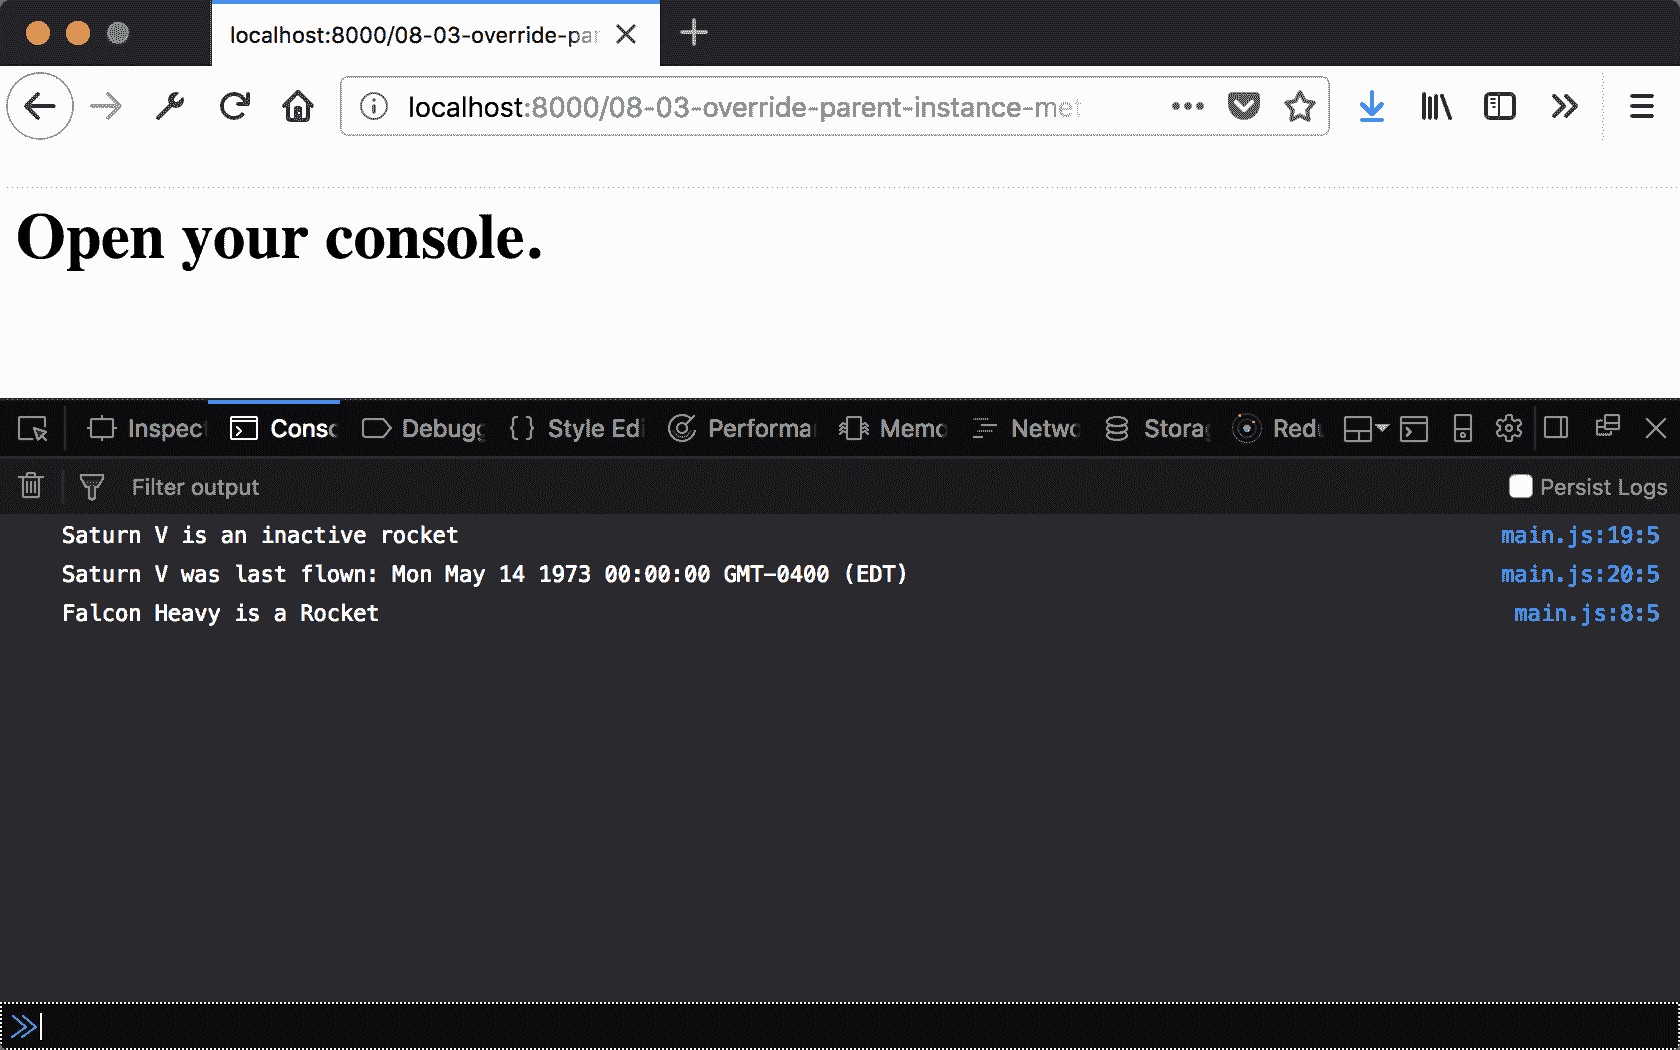 localhost:8000/08-03-override-par
localhost:8000/08-03-override-parent-instance-met
Open your console.
Inspec Conso Debugg Style Edi Performa Memo Netwo Storag Redu
Filter output Persist Logs
Saturn V is an inactive rocket main.js:19:5
Saturn V was last flown: Mon May 14 1973 00:00:00 GMT-0400 (EDT) main.js:20:5
Falcon Heavy is a Rocket main.js:8:5